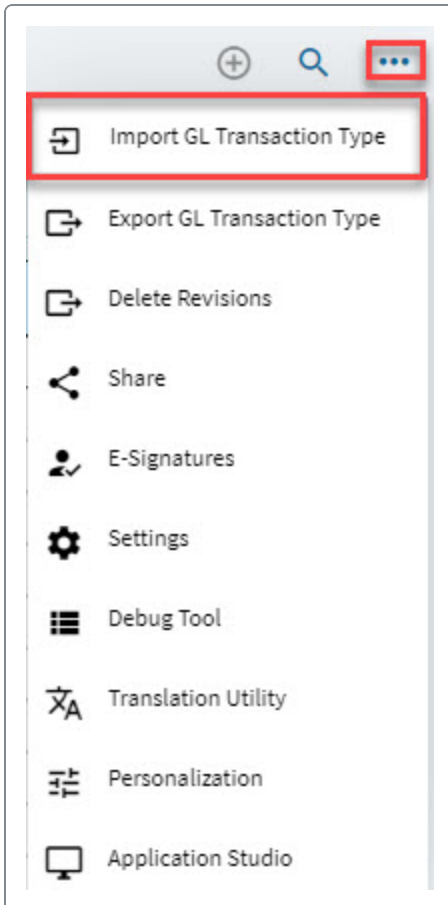 Import GL Transaction Type
Export GL Transaction Type
Delete Revisions
Share
E-Signatures
Settings
Debug Tool
Translation Utility
Personalization
Application Studio